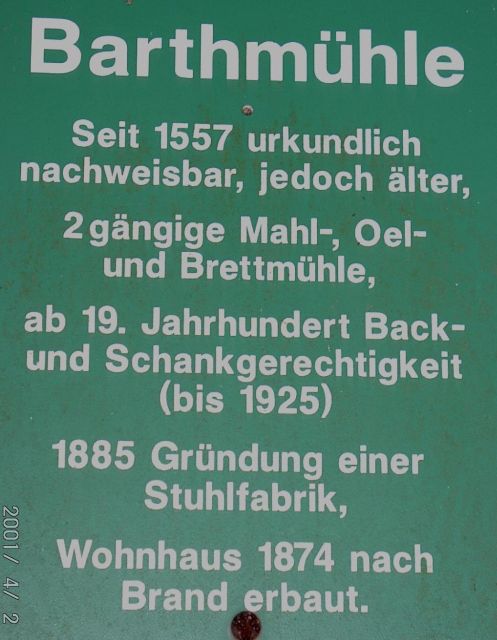 Barthmühle
Seit 1557 urkundlich
nachweisbar, jedoch älter,
2gängige Mahl-, Oel-
und Brettmühle,
ab 19. Jahrhundert Back-
und Schankgerechtigkeit
(bis 1925)
1885 Gründung einer
Stuhlfabrik,
Wohnhaus 1874 nach
Brand erbaut.
2001/ 4/ 2